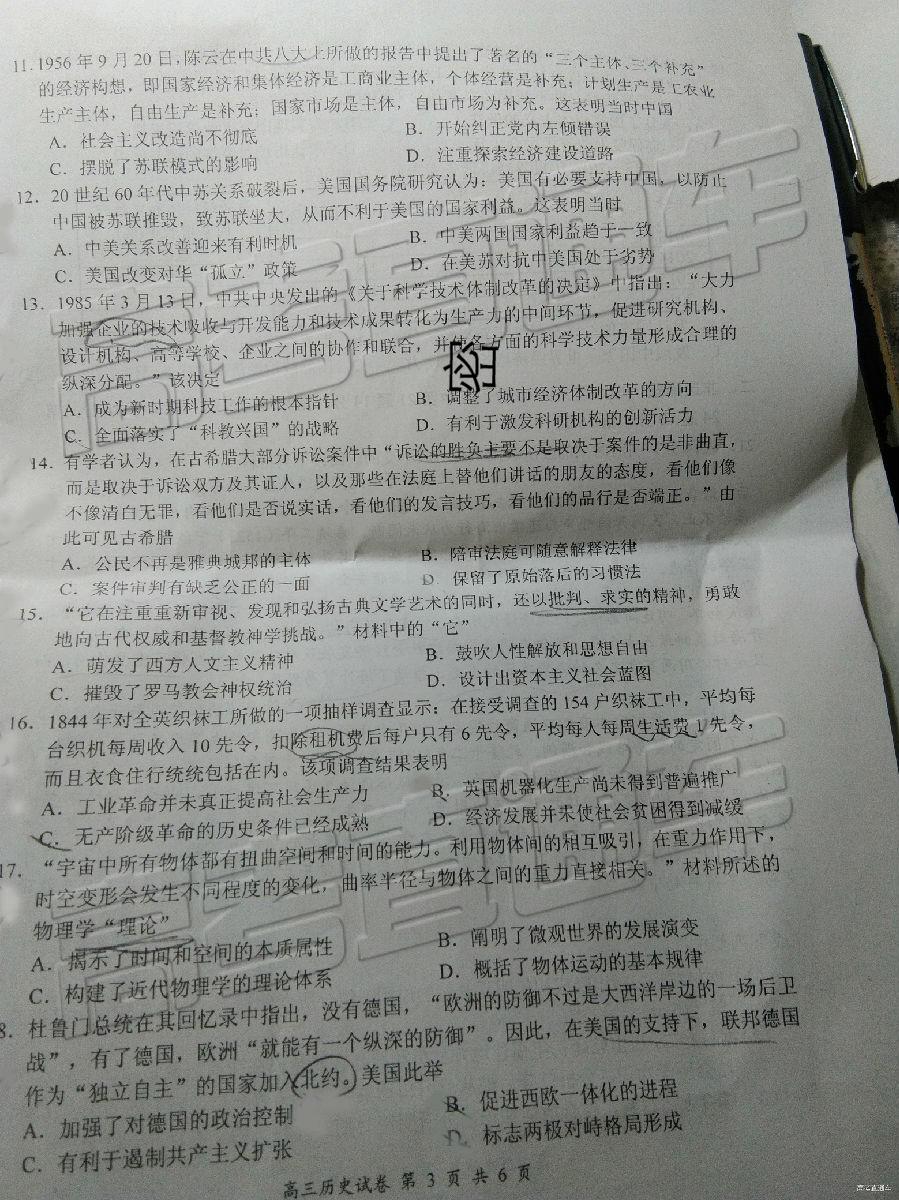 11.1956年9月20日,陈云在中共八大上所做的报告中提出了著名的“三个主体、三个补充”
的经济构想，即国家经济和集体经济是工商业主体，个体经营是补充；计划生产是工农业
生产主体，自由生产是补充；国家市场是主体，自由市场为补充。这表明当时中国
A．社会主义改造尚不彻底 B．开始纠正党内左倾错误
C．摆脱了苏联模式的影响 D．注重探索经济建设道路
12．20世纪60年代中苏关系破裂后，美国国务院研究认为：美国有必要支持中国，以防止
中国被苏联摧毁，致苏联坐大，从而不利于美国的国家利益。这表明当时
A．中美关系改善迎来有利时机 B．中美两国国家利益趋于一致
C．美国改变对华“孤立”政策 D．在美苏对抗中美国处于劣势
13．1985年3月13日，中共中央发出的《关于科学技术体制改革的决定》中指出：“大力
加强企业的技术吸收与开发能力和技术成果转化为生产力的中间环节，促进研究机构、
设计机构、高等学校、企业之间的协作和联合，并使各方面的科学技术力量形成合理的
纵深分配。”该决定
A．成为新时期科技工作的根本指针 B．调整了城市经济体制改革的方向
C．全面落实了“科教兴国”的战略 D．有利于激发科研机构的创新活力
密
14．有学者认为，在古希腊大部分诉讼案件中“诉讼的胜负主要不是取决于案件的是非曲直，
而是取决于诉讼双方及其证人，以及那些在法庭上替他们讲话的朋友的态度，看他们像
不像清白无罪，看他们是否说实话，看他们的发言技巧，看他们的品行是否端正。”由
此可见古希腊
A．公民不再是雅典城邦的主体 B．陪审法庭可随意解释法律
C．案件审判有缺乏公正的一面 D．保留了原始落后的习惯法
15．“它在注重重新审视、发现和弘扬古典文学艺术的同时，还以批判、求实的精神，勇敢
地向古代权威和基督教神学挑战。”材料中的“它”
A．萌发了西方人文主义精神 B．鼓吹人性解放和思想自由
C．摧毁了罗马教会神权统治 D．设计出资本主义社会蓝图
16．1844年对全英织袜工所做的一项抽样调查显示：在接受调查的154户织袜工中，平均每
台织机每周收入10先令，扣除租机费后每户只有6先令，平均每人每周生活费1先令，
而且衣食住行统统包括在内。该项调查结果表明
A．工业革命并未真正提高社会生产力 B．英国机器化生产尚未得到普遍推广
C．无产阶级革命的历史条件已经成熟 D．经济发展并未使社会贫困得到减缓
17．“宇宙中所有物体都有扭曲空间和时间的能力。利用物体间的相互吸引，在重力作用下，
时空变形会发生不同程度的变化，曲率半径与物体之间的重力直接相关。”材料所述的
物理学“理论”
A．揭示了时间和空间的本质属性 B．阐明了微观世界的发展演变
C．构建了近代物理学的理论体系 D．概括了物体运动的基本规律
8．杜鲁门总统在其回忆录中指出，没有德国，“欧洲的防御不过是大西洋岸边的一场后卫
战”，有了德国，欧洲“就能有一个纵深的防御”。因此，在美国的支持下，联邦德国
作为“独立自主”的国家加入北约。美国此举
A．加强了对德国的政治控制 B．促进西欧一体化的进程
C．有利于遏制共产主义扩张 D．标志两极对峙格局形成
高三历史试卷 第3页共6页
高考直通车
高考直通车
高考直通车